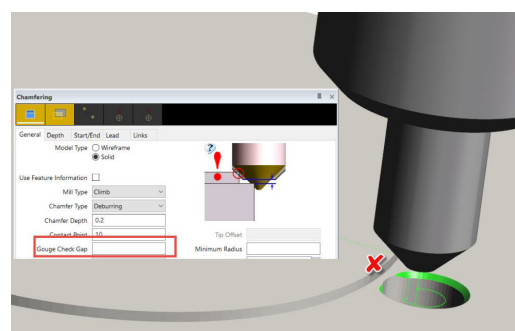 Chamfering
General Depth Start/End Lead Links
Model Type Wireframe
Solid
Use Feature Information
Mill Type Climb
Chamfer Type Deburring
Chamfer Depth 0.2
Contact Point 10 Tip Offset
Gouge Check Gap Minimum Radius